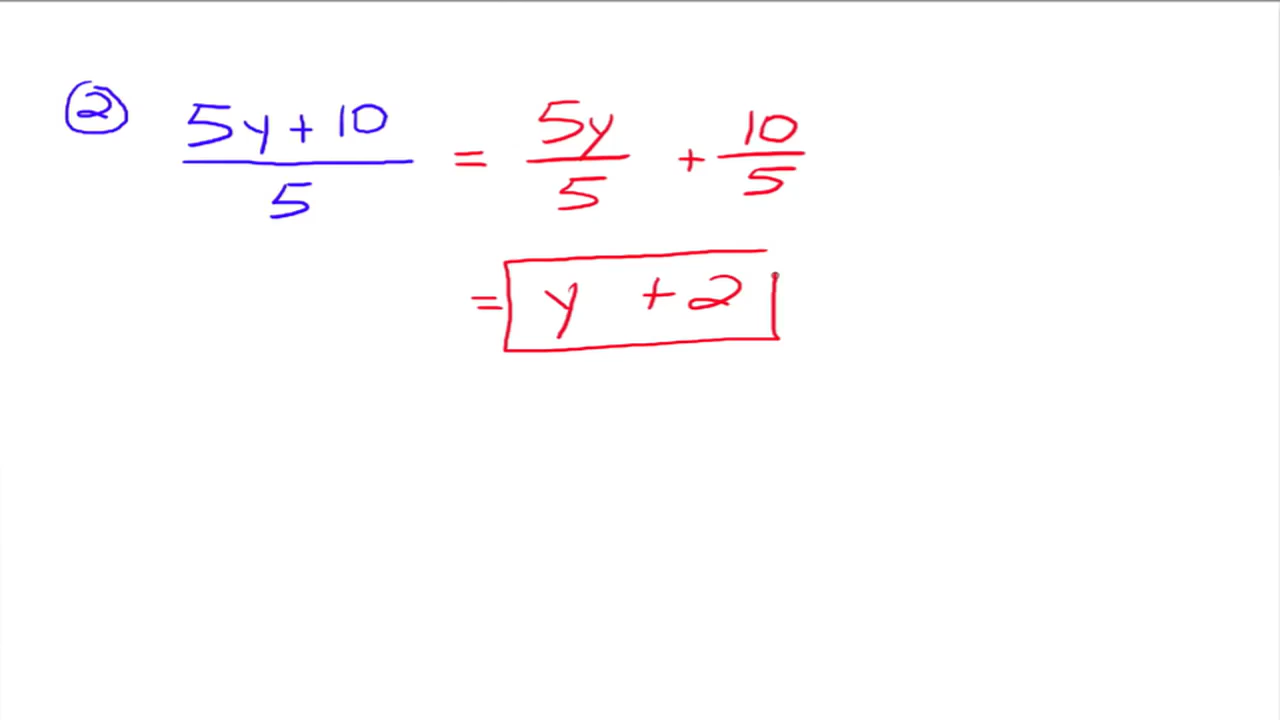 ② (5y + 10)/5 = 5y/5 + 10/5
= y + 2